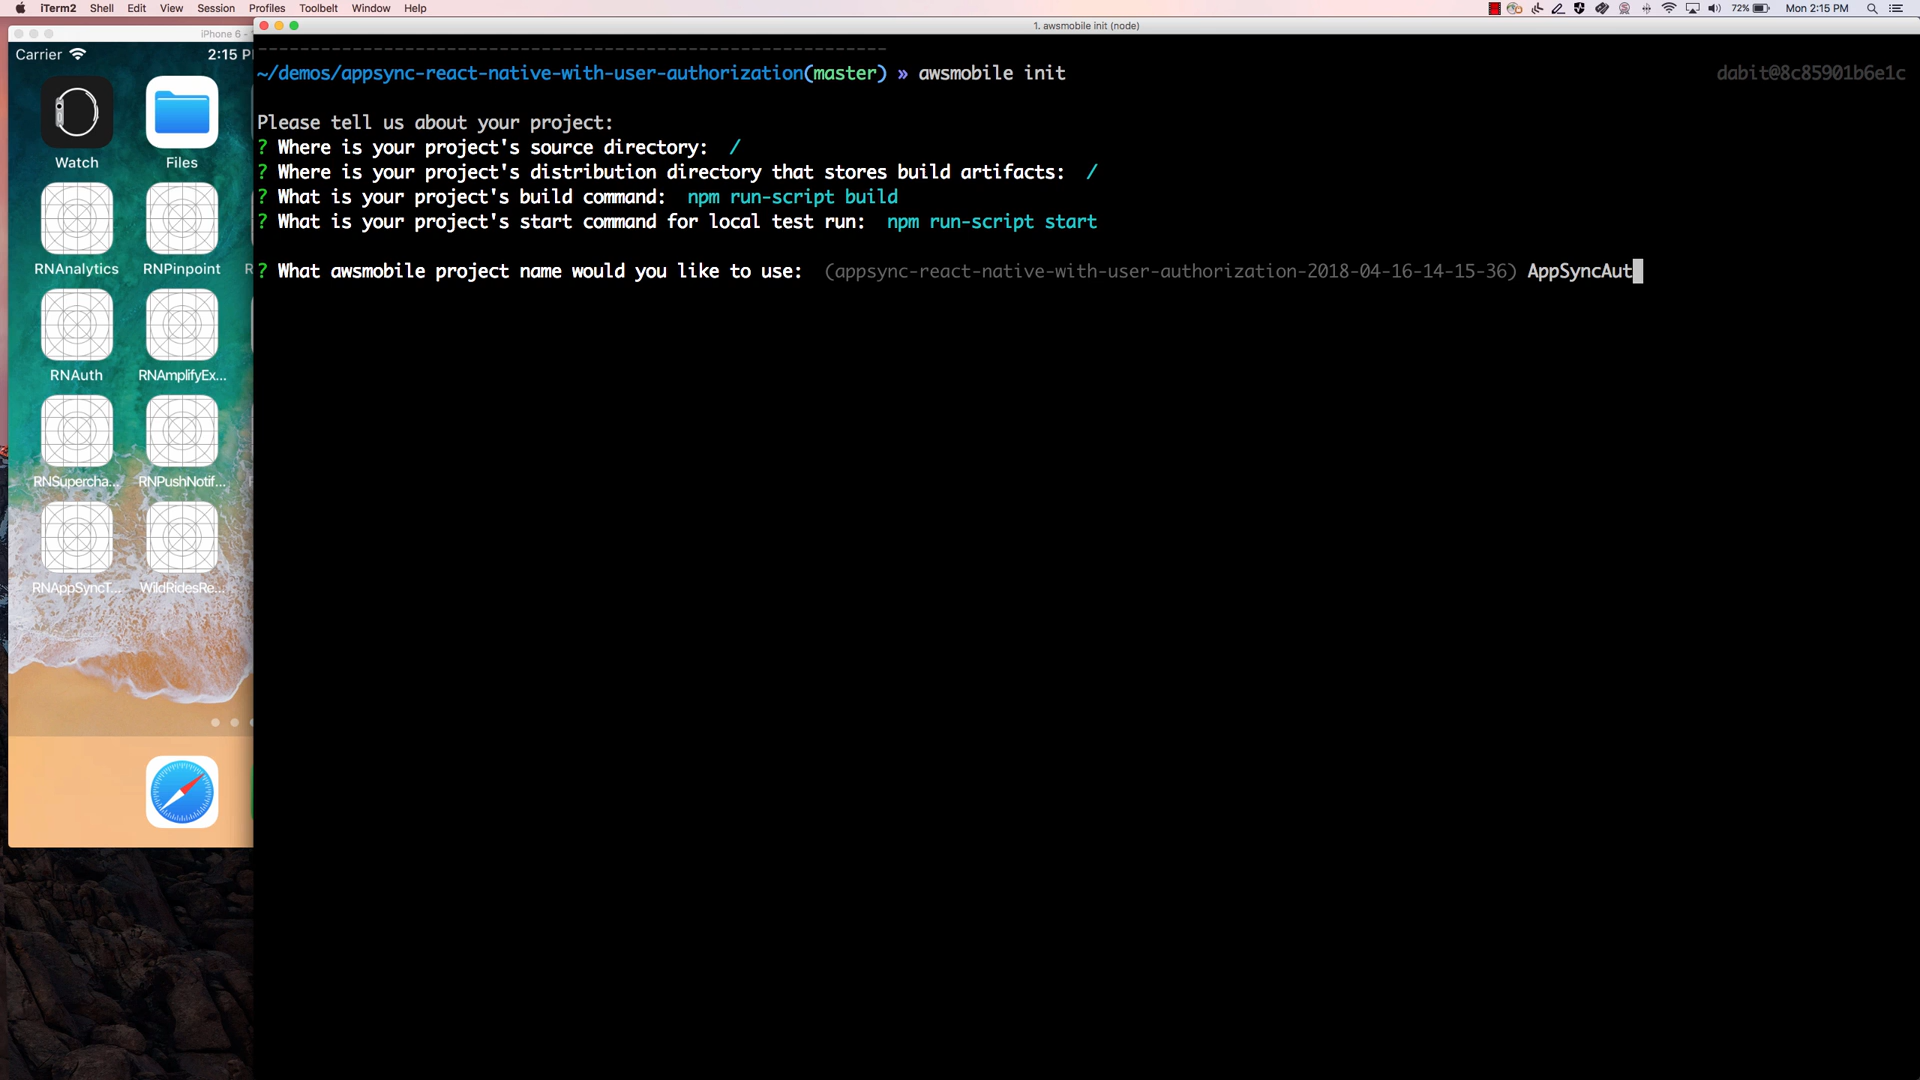 iTerm2 Shell Edit View Session Profiles Toolbelt Window Help
72% Mon 2:15 PM
iPhone 6 -
1. awsmobile init (node)
Carrier 2:15 P
Watch Files
RNAnalytics RNPinpoint
RNAuth RNAmplifyEx...
RNSupercha... RNPushNotif...
RNAppSyncT... WildRidesRe...
~/demos/appsync-react-native-with-user-authorization(master) » awsmobile init
dabit@8c85901b6e1c
Please tell us about your project:
? Where is your project's source directory: /
? Where is your project's distribution directory that stores build artifacts: /
? What is your project's build command: npm run-script build
? What is your project's start command for local test run: npm run-script start
? What awsmobile project name would you like to use: (appsync-react-native-with-user-authorization-2018-04-16-14-15-36) AppSyncAut